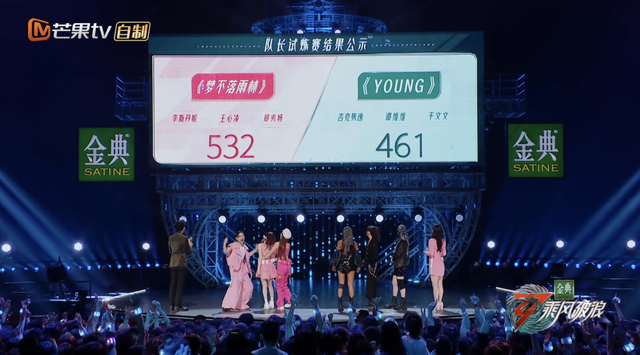 芒果tv 自制
队长试炼赛结果公示
《梦不落雨林》
李斯丹妮 王心凌 郑秀妍
532
《YOUNG》
吉克隽逸 谭维维 于文文
461
金典
SATINE
金典
SATINE
金典
乘风破浪